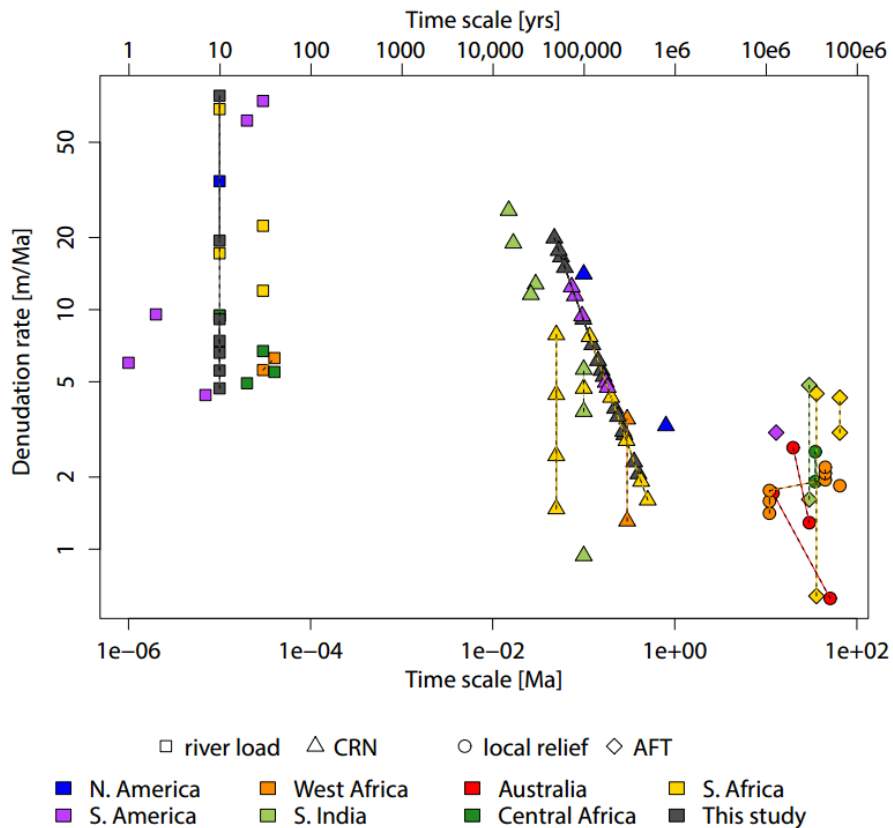 Time scale [yrs]
1 10 100 1000 10,000 100,000 1e6 10e6 100e6
Denudation rate [m/Ma]
50
20
10
5
2
1
1e−06 1e−04 1e−02 1e+00 1e+02
Time scale [Ma]
river load CRN local relief AFT
N. America West Africa Australia S. Africa
S. America S. India Central Africa This study